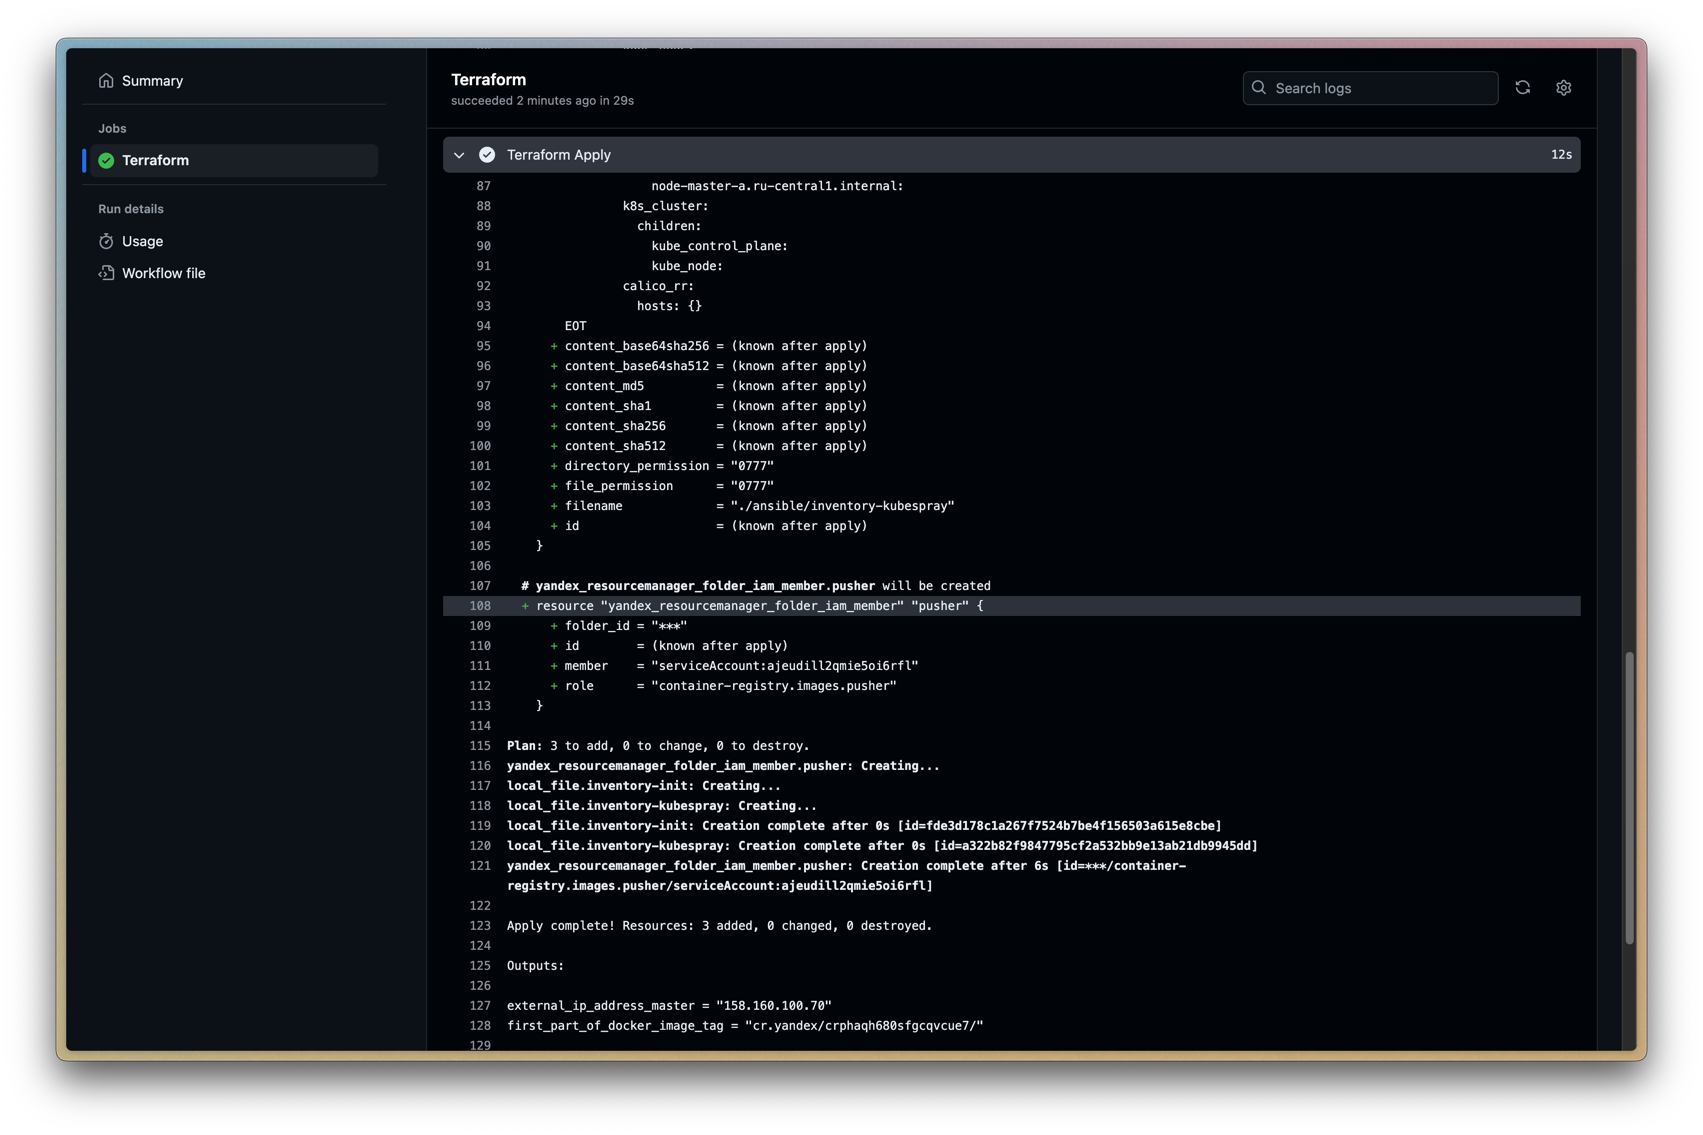 Summary
Jobs
Terraform
Run details
Usage
Workflow file
Terraform
succeeded 2 minutes ago in 29s
Search logs
Terraform Apply
12s
87 node-master-a.ru-central1.internal:
88 k8s_cluster:
89 children:
90 kube_control_plane:
91 kube_node:
92 calico_rr:
93 hosts: {}
94 EOT
95 + content_base64sha256 = (known after apply)
96 + content_base64sha512 = (known after apply)
97 + content_md5 = (known after apply)
98 + content_sha1 = (known after apply)
99 + content_sha256 = (known after apply)
100 + content_sha512 = (known after apply)
101 + directory_permission = "0777"
102 + file_permission = "0777"
103 + filename = "./ansible/inventory-kubespray"
104 + id = (known after apply)
105 }
106
107 # yandex_resourcemanager_folder_iam_member.pusher will be created
108 + resource "yandex_resourcemanager_folder_iam_member" "pusher" {
109 + folder_id = "***"
110 + id = (known after apply)
111 + member = "serviceAccount:ajeudill2qmie5oi6rfl"
112 + role = "container-registry.images.pusher"
113 }
114
115 Plan: 3 to add, 0 to change, 0 to destroy.
116 yandex_resourcemanager_folder_iam_member.pusher: Creating...
117 local_file.inventory-init: Creating...
118 local_file.inventory-kubespray: Creating...
119 local_file.inventory-init: Creation complete after 0s [id=fde3d178c1a267f7524b7be4f156503a615e8cbe]
120 local_file.inventory-kubespray: Creation complete after 0s [id=a322b82f9847795cf2a532bb9e13ab21db9945dd]
121 yandex_resourcemanager_folder_iam_member.pusher: Creation complete after 6s [id=***/container-
registry.images.pusher/serviceAccount:ajeudill2qmie5oi6rfl]
122
123 Apply complete! Resources: 3 added, 0 changed, 0 destroyed.
124
125 Outputs:
126
127 external_ip_address_master = "158.160.100.70"
128 first_part_of_docker_image_tag = "cr.yandex/crphaqh680sfgcqvcue7/"
129